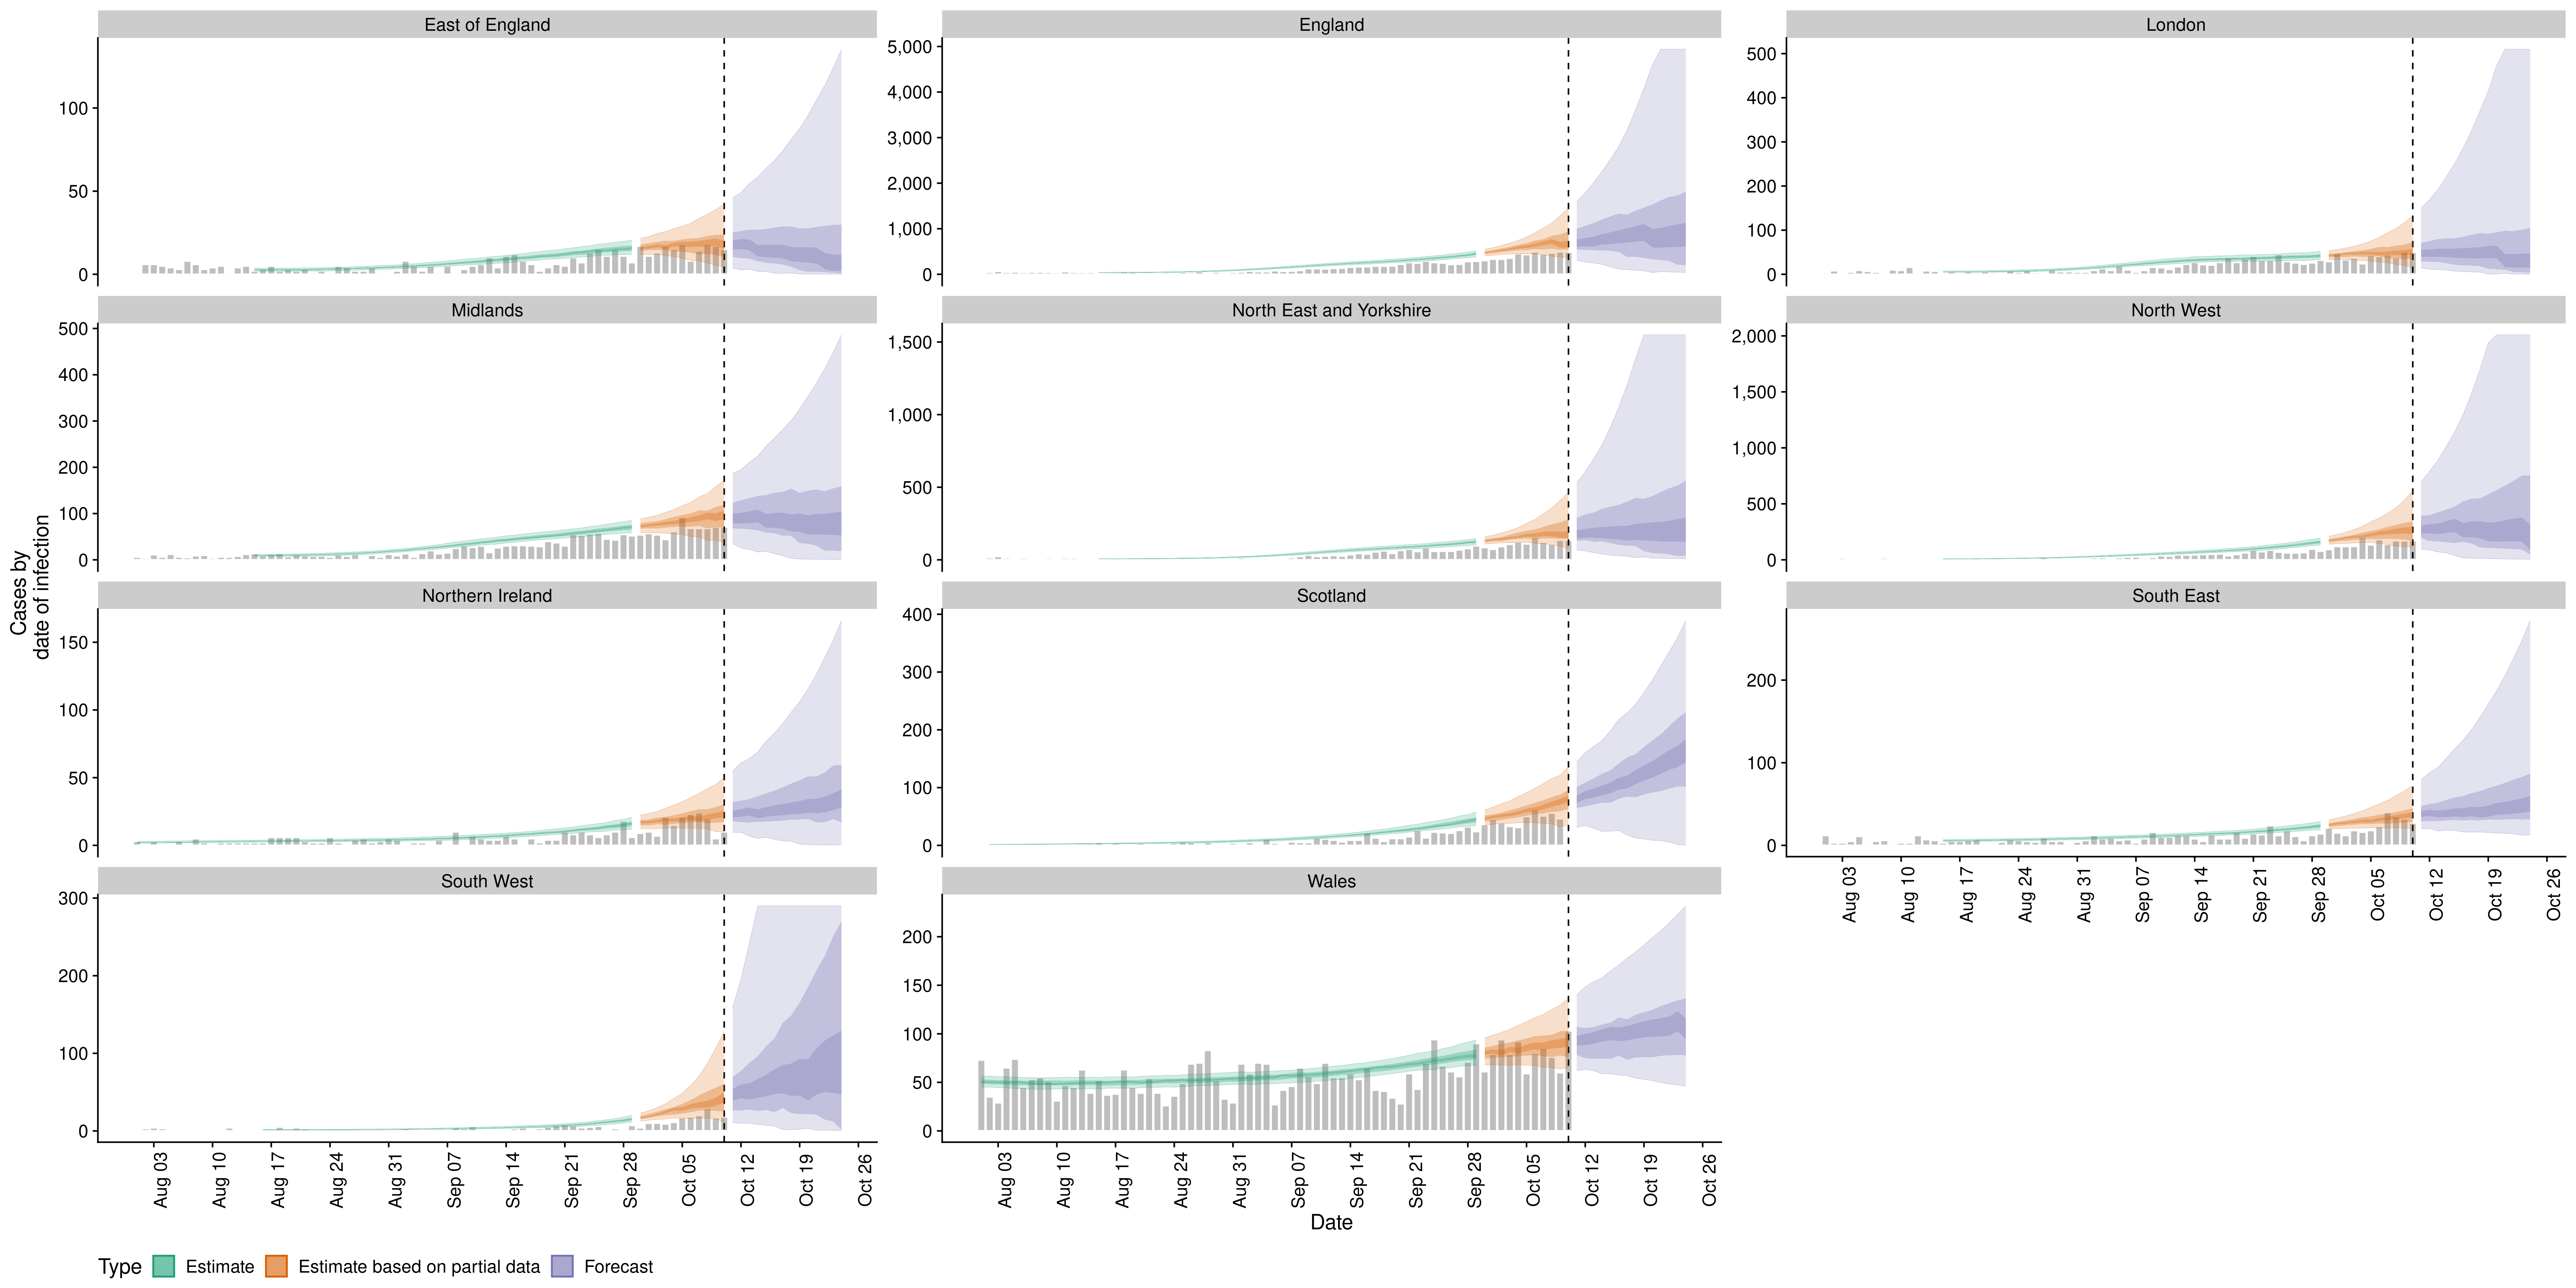 East of England
England
London
100
50
0
5,000
4,000
3,000
2,000
1,000
0
500
400
300
200
100
0
Midlands
North East and Yorkshire
North West
500
400
300
200
100
0
1,500
1,000
500
0
2,000
1,500
1,000
500
0
Cases by
date of infection
Northern Ireland
Scotland
South East
150
100
50
0
400
300
200
100
0
200
100
0
Aug 03
Aug 10
Aug 17
Aug 24
Aug 31
Sep 07
Sep 14
Sep 21
Sep 28
Oct 05
Oct 12
Oct 19
Oct 26
South West
Wales
300
200
100
0
200
150
100
50
0
Aug 03
Aug 10
Aug 17
Aug 24
Aug 31
Sep 07
Sep 14
Sep 21
Sep 28
Oct 05
Oct 12
Oct 19
Oct 26
Aug 03
Aug 10
Aug 17
Aug 24
Aug 31
Sep 07
Sep 14
Sep 21
Sep 28
Oct 05
Oct 12
Oct 19
Oct 26
Date
Type Estimate Estimate based on partial data Forecast